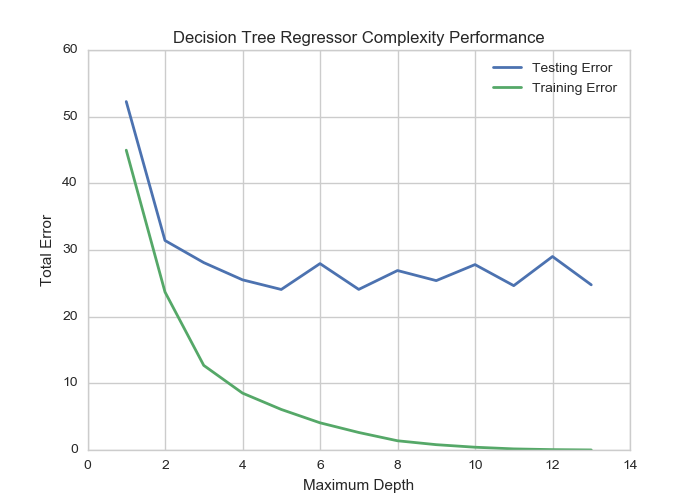 Decision Tree Regressor Complexity Performance
Testing Error
Training Error
60
50
40
30
20
10
0
Total Error
0 2 4 6 8 10 12 14
Maximum Depth